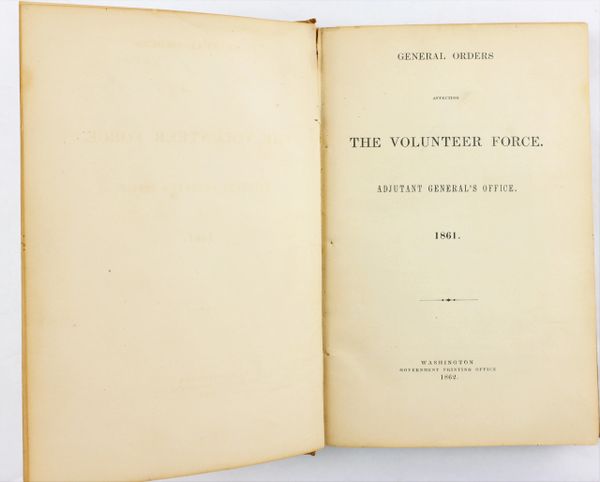 GENERAL ORDERS
AFFECTING
THE VOLUNTEER FORCE.
ADJUTANT GENERAL'S OFFICE.
1861.
WASHINGTON
GOVERNMENT PRINTING OFFICE
1862.